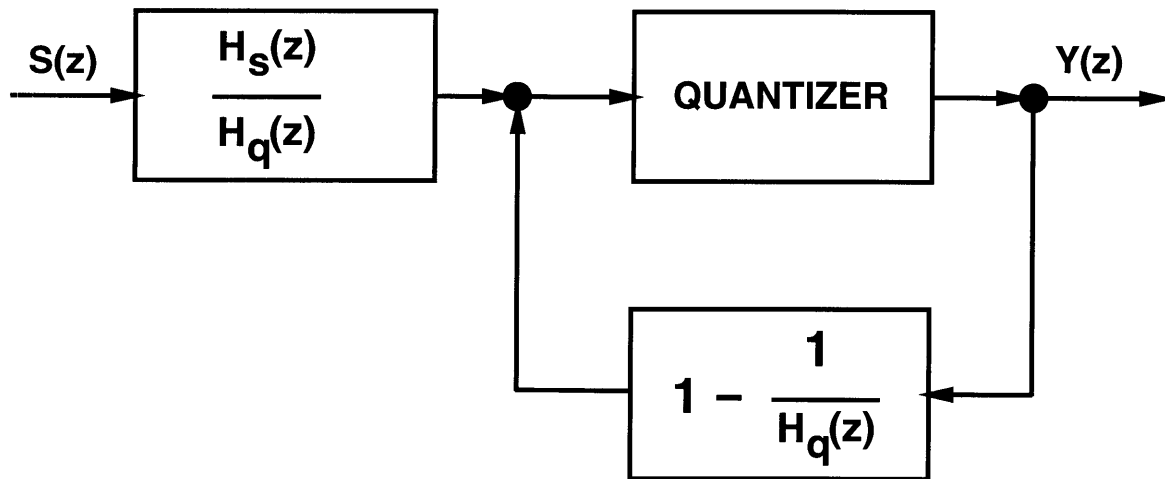 S(z)
H_s(z)
H_q(z)
QUANTIZER
Y(z)
1 - 1
H_q(z)